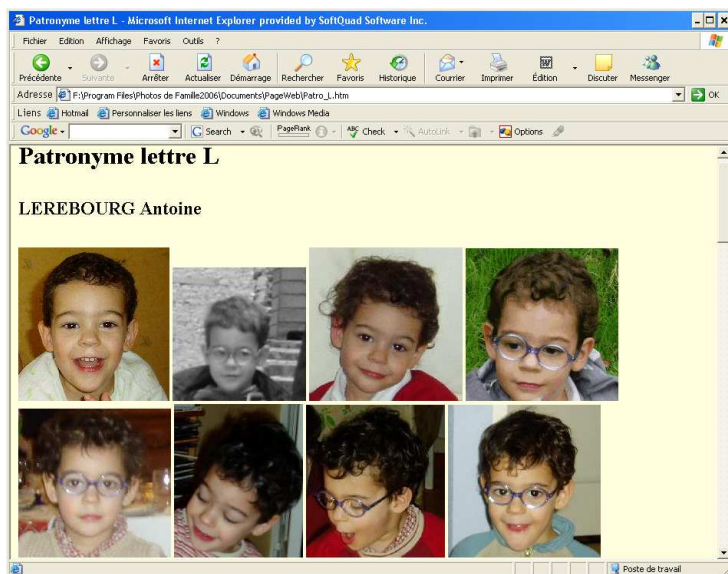 Patronyme lettre L - Microsoft Internet Explorer provided by SoftQuad Software Inc.
Fichier Edition Affichage Favoris Outils ?
Précédente Suivante Arrêter Actualiser Démarrage Rechercher Favoris Historique Courrier Imprimer Édition Discuter Messenger
Adresse F:\Program Files\Photos de Famille2006\Documents\PageWeb\Patro_L.htm OK
Liens Hotmail Personnaliser les liens Windows Windows Media
Google Search PageRank ABC Check AutoLink Options
Patronyme lettre L
LEREBOURG Antoine
Poste de travail